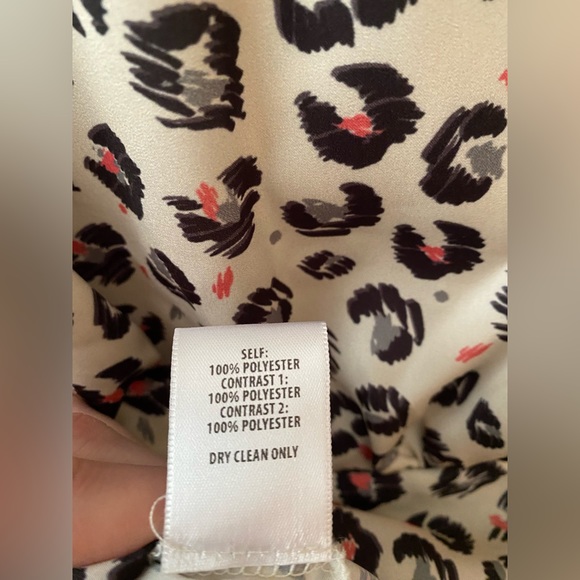 SELF:
100% POLYESTER
CONTRAST 1:
100% POLYESTER
CONTRAST 2:
100% POLYESTER
DRY CLEAN ONLY